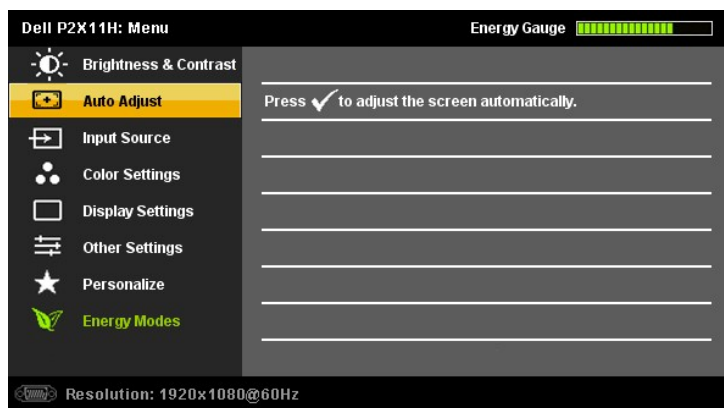 Dell P2X11H: Menu
Energy Gauge
Brightness & Contrast
Auto Adjust
Press ✓ to adjust the screen automatically.
Input Source
Color Settings
Display Settings
Other Settings
Personalize
Energy Modes
Resolution: 1920x1080@60Hz